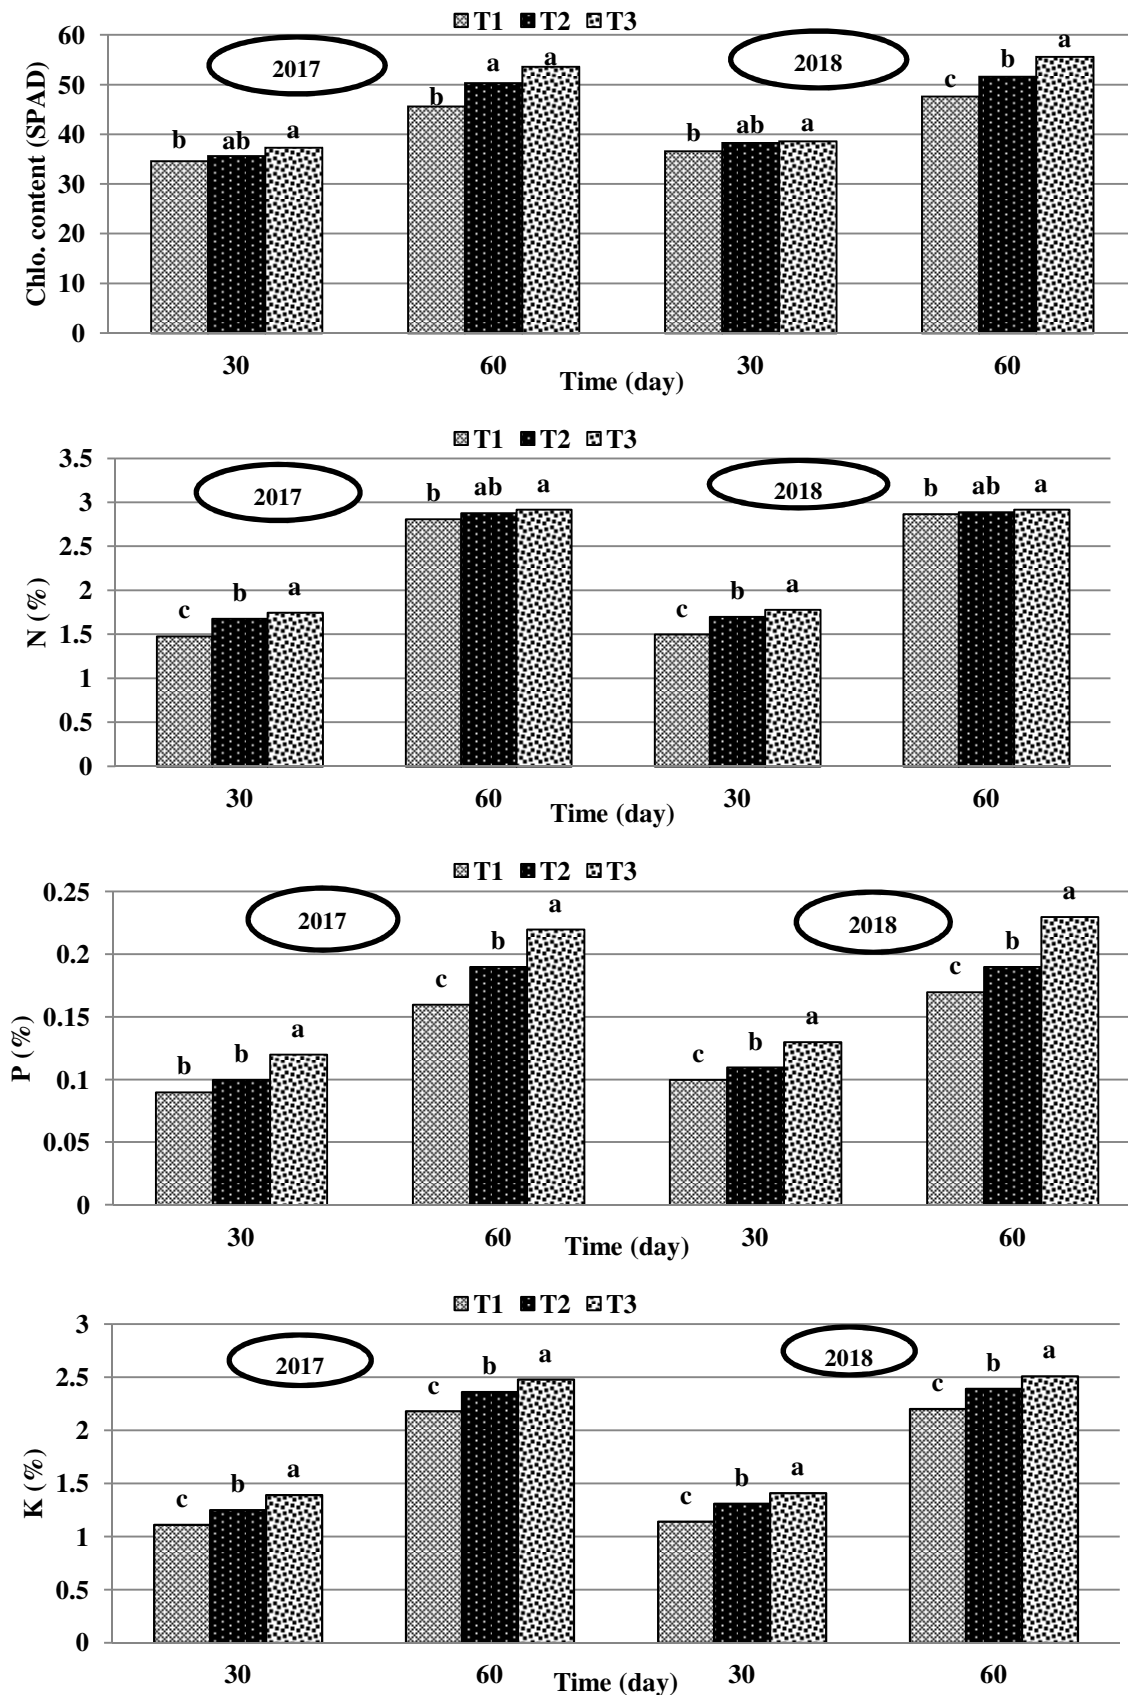 T1 T2 T3
Chlo. content (SPAD)
60
50
40
30
20
10
0
2017
2018
b ab a b a a b ab a c b a
30 60 30 60
Time (day)
T1 T2 T3
N (%)
3.5
3
2.5
2
1.5
1
0.5
0
2017
2018
c b a b ab a c b a b ab a
30 60 30 60
Time (day)
T1 T2 T3
P (%)
0.25
0.2
0.15
0.1
0.05
0
2017
2018
b b a c b a c b a c b a
30 60 30 60
Time (day)
T1 T2 T3
K (%)
3
2.5
2
1.5
1
0.5
0
2017
2018
c b a c b a c b a c b a
30 60 30 60
Time (day)